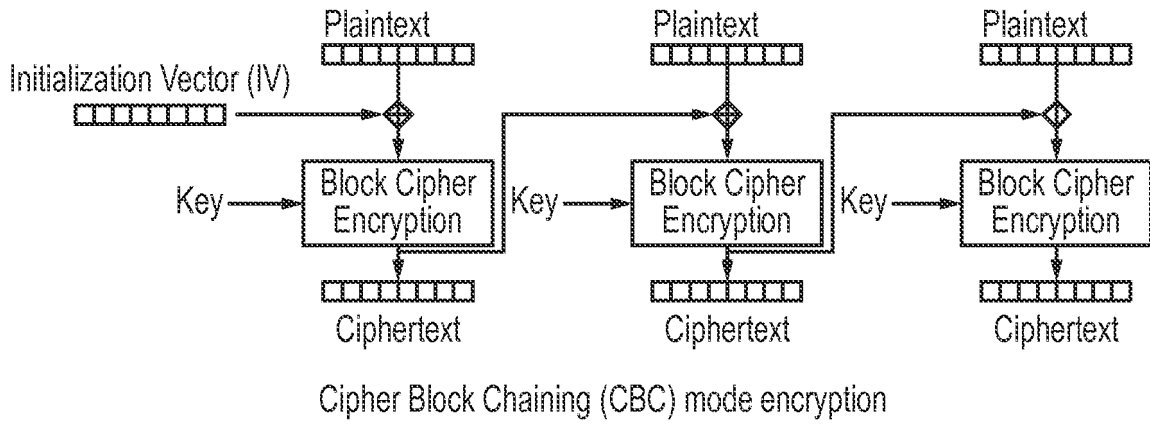 Plaintext Plaintext Plaintext
Initialization Vector (IV)
Key Block Cipher Encryption Key Block Cipher Encryption Key Block Cipher Encryption
Ciphertext Ciphertext Ciphertext
Cipher Block Chaining (CBC) mode encryption